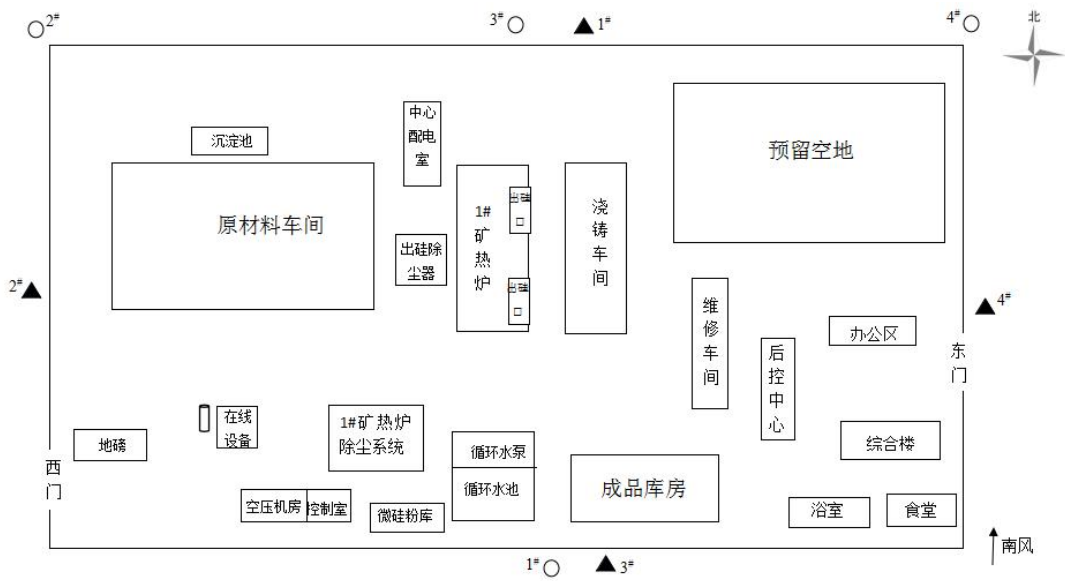 2#
3#
1#
4#
北
中心
配电
室
沉淀池
预留空地
原材料车间
1#
矿
热
炉
出硅
口
浇
铸
车
间
出硅除
尘器
出硅
口
2#
4#
维
修
车
间
办公区
后
控
中
心
东
门
在线
设备
1#矿热炉
除尘系统
地磅
综合楼
循环水泵
循环水池
成品库房
西
门
空压机房
控制室
微硅粉库
浴室
食堂
南风
1#
3#